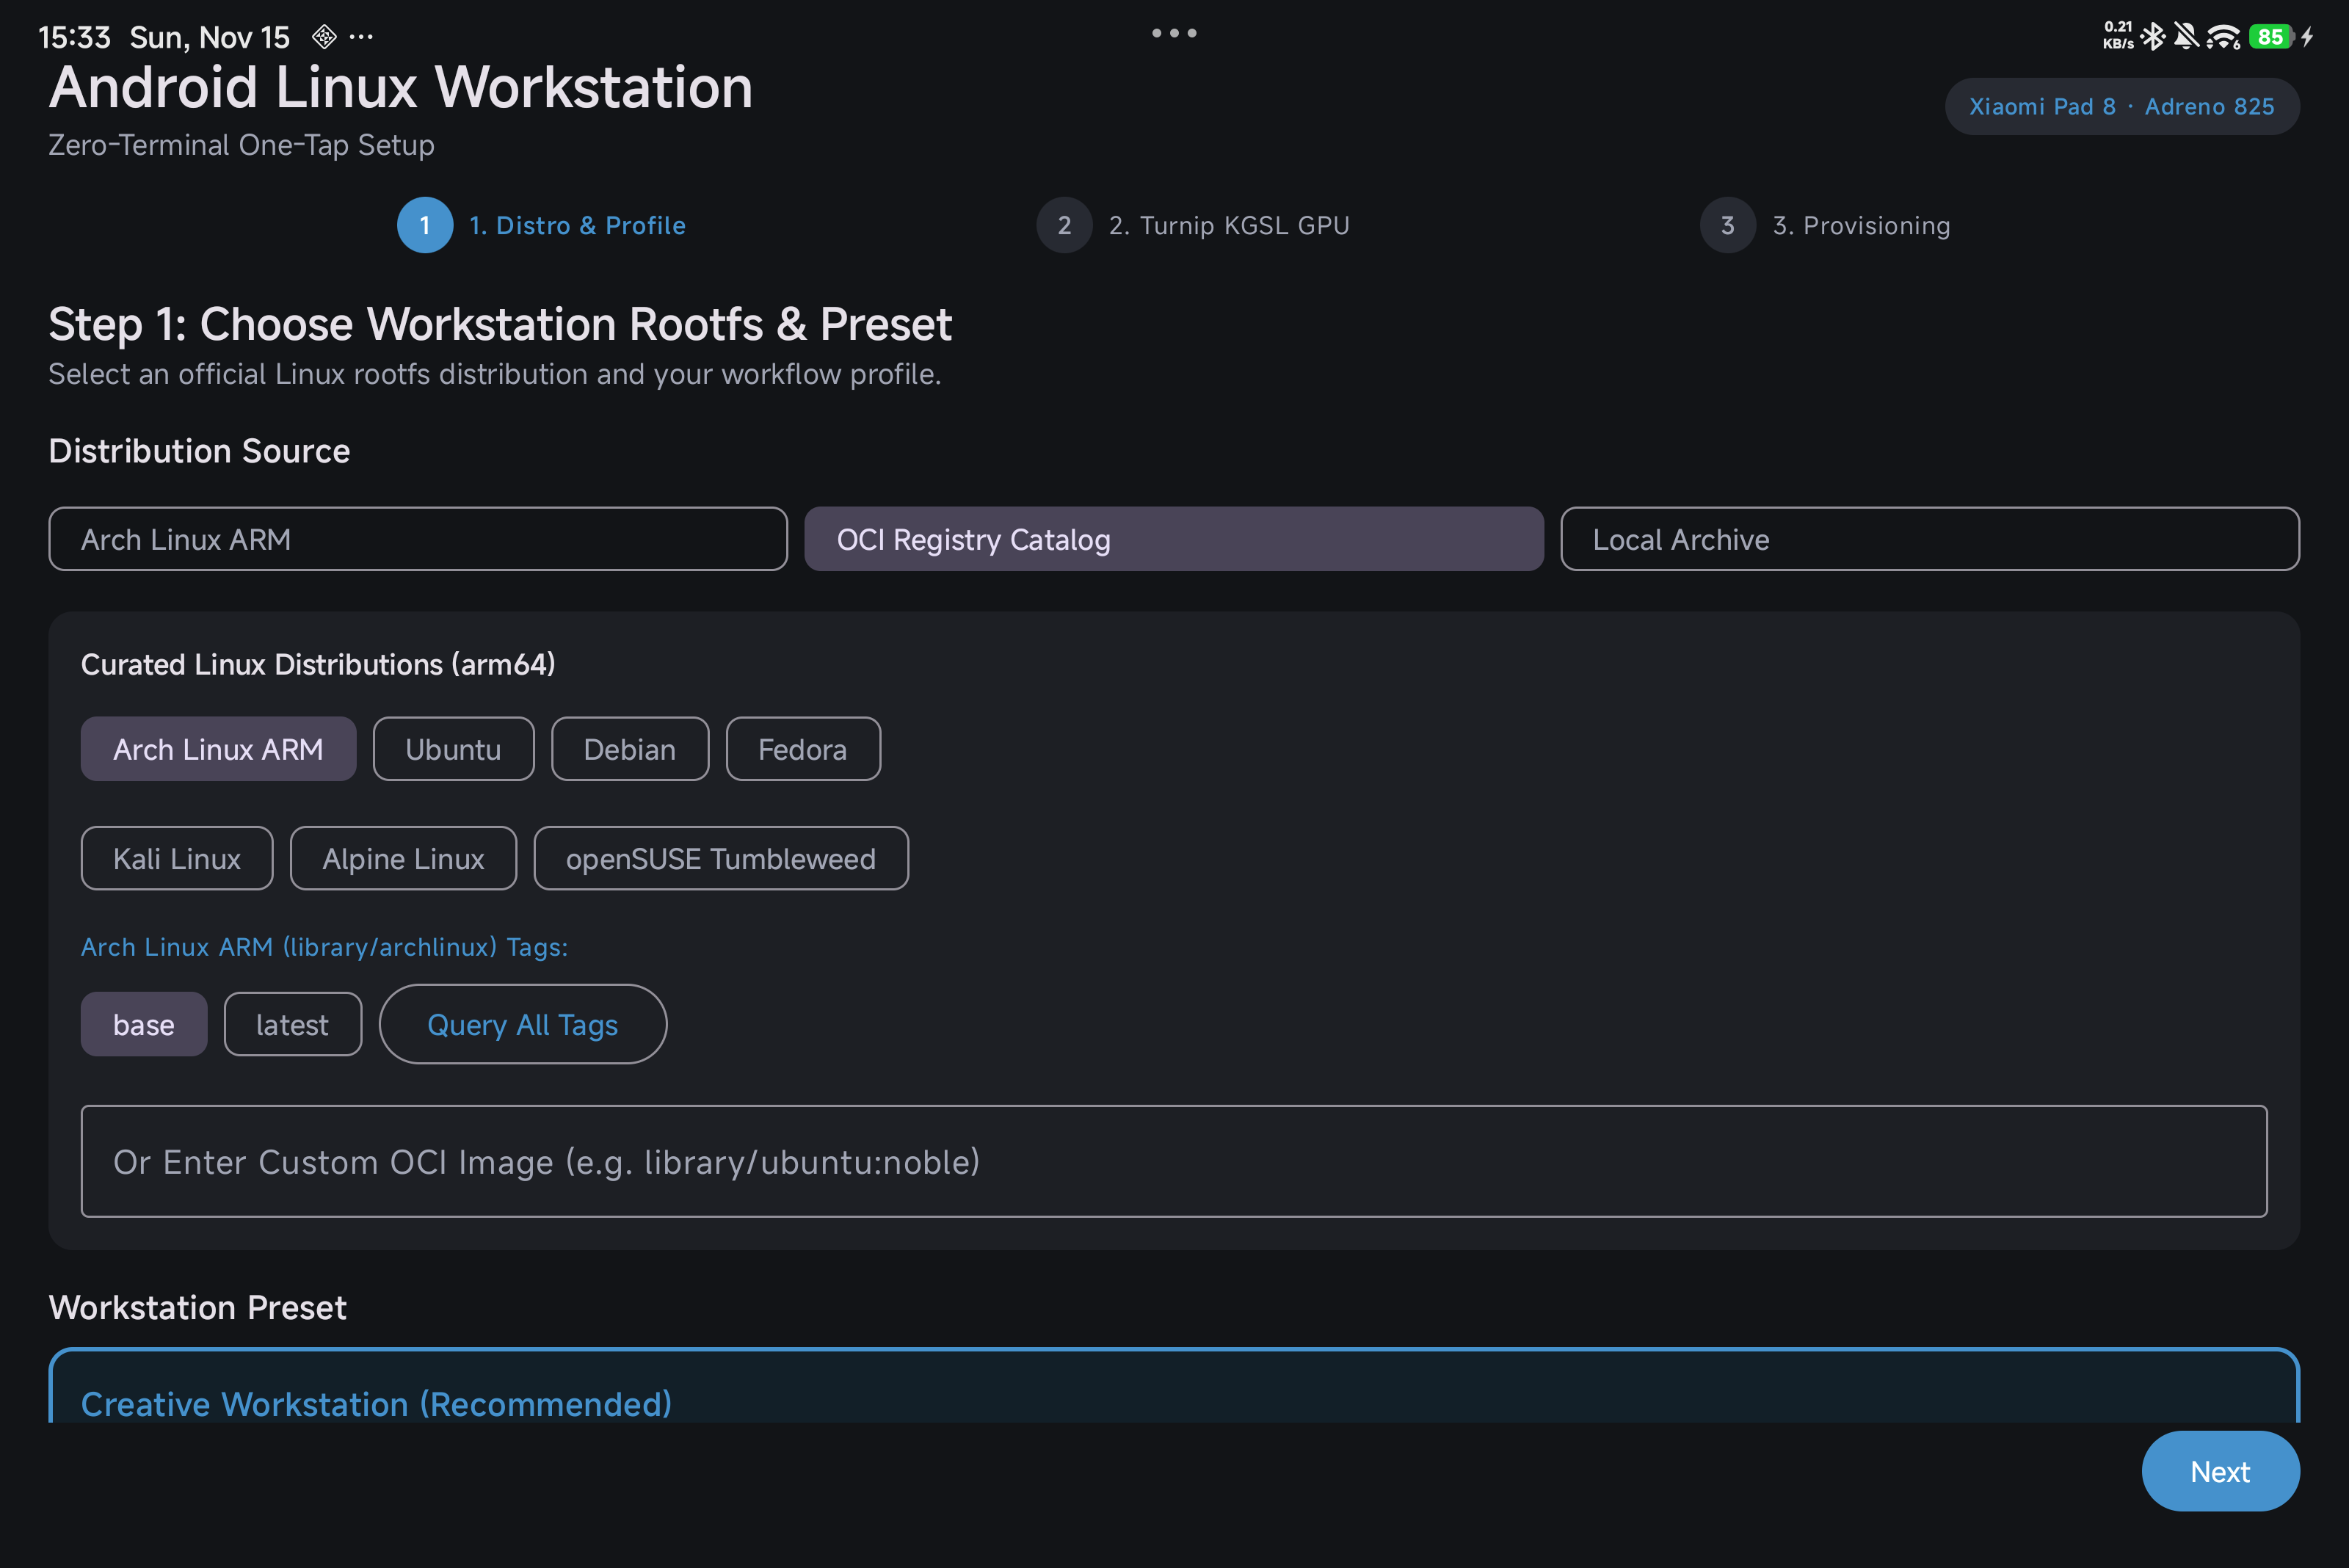 15:33 Sun, Nov 15
0.21 KB/s 6 85
Android Linux Workstation
Xiaomi Pad 8 · Adreno 825
Zero-Terminal One-Tap Setup
1 1. Distro & Profile
2 2. Turnip KGSL GPU
3 3. Provisioning
Step 1: Choose Workstation Rootfs & Preset
Select an official Linux rootfs distribution and your workflow profile.
Distribution Source
Arch Linux ARM
OCI Registry Catalog
Local Archive
Curated Linux Distributions (arm64)
Arch Linux ARM
Ubuntu
Debian
Fedora
Kali Linux
Alpine Linux
openSUSE Tumbleweed
Arch Linux ARM (library/archlinux) Tags:
base
latest
Query All Tags
Or Enter Custom OCI Image (e.g. library/ubuntu:noble)
Workstation Preset
Creative Workstation (Recommended)
Next